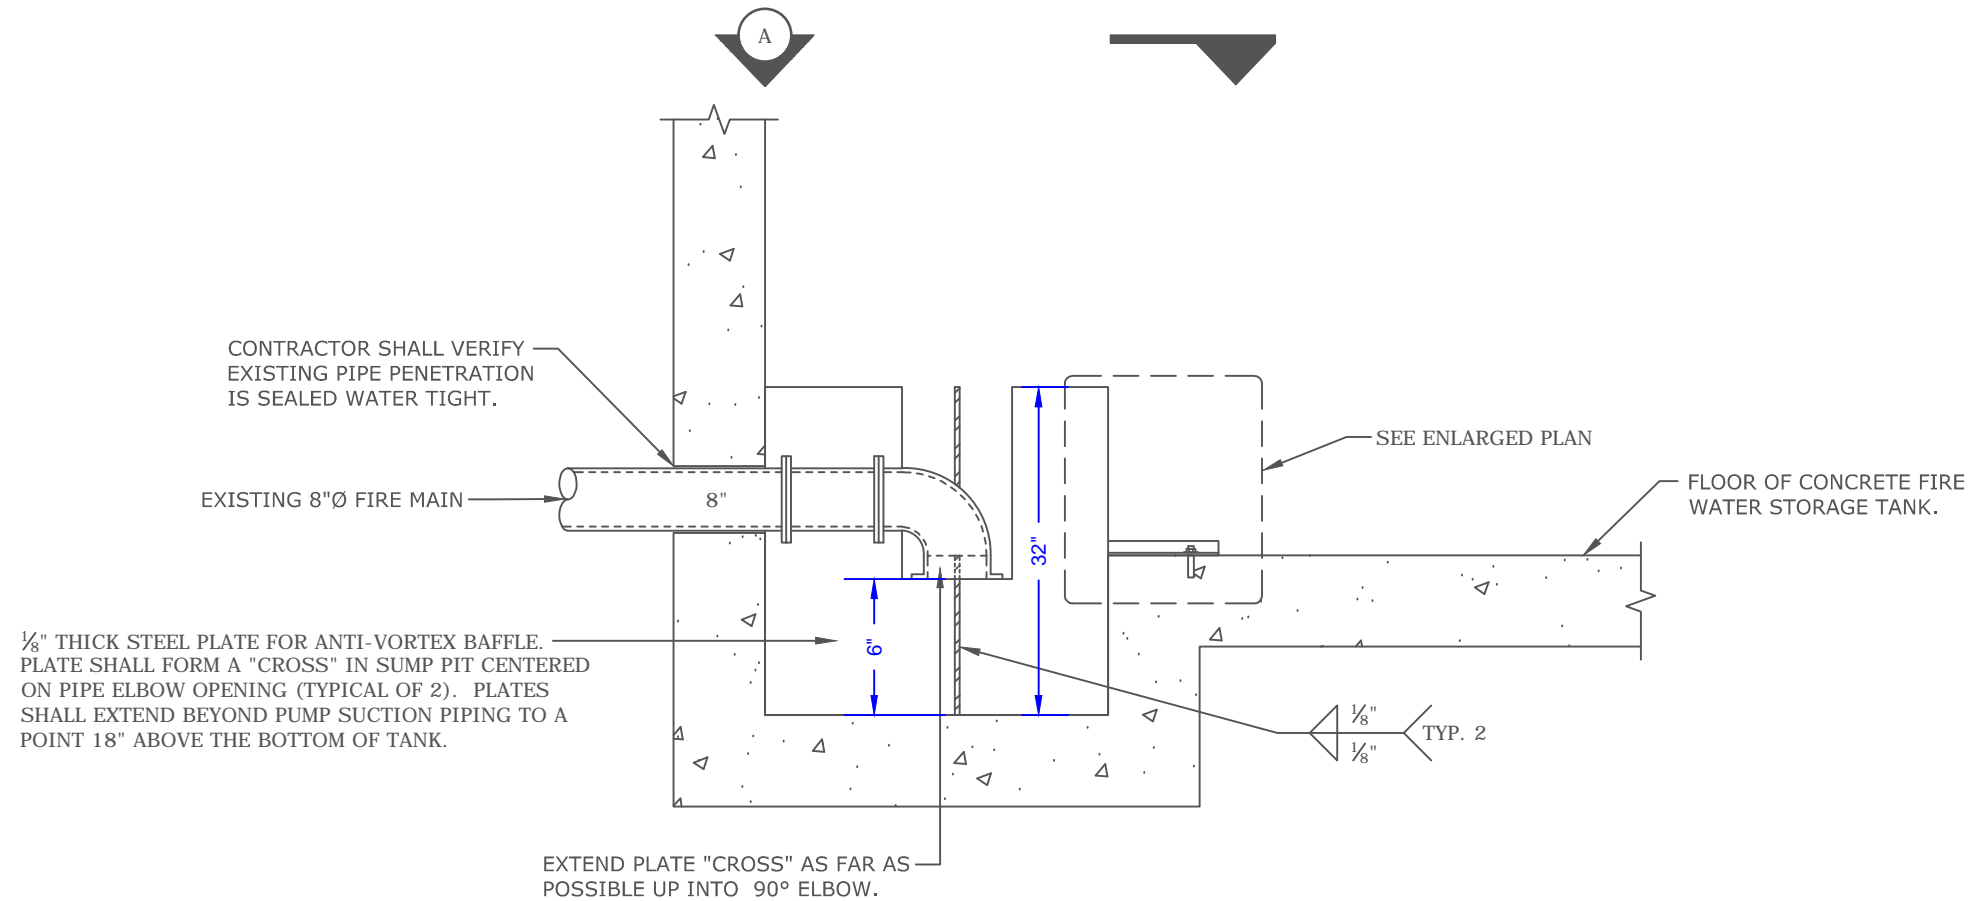 A
CONTRACTOR SHALL VERIFY
EXISTING PIPE PENETRATION
IS SEALED WATER TIGHT.
SEE ENLARGED PLAN
EXISTING 8"Ø FIRE MAIN
8"
FLOOR OF CONCRETE FIRE
WATER STORAGE TANK.
32"
6"
⅛" THICK STEEL PLATE FOR ANTI-VORTEX BAFFLE.
PLATE SHALL FORM A "CROSS" IN SUMP PIT CENTERED
ON PIPE ELBOW OPENING (TYPICAL OF 2). PLATES
SHALL EXTEND BEYOND PUMP SUCTION PIPING TO A
POINT 18" ABOVE THE BOTTOM OF TANK.
⅛"
⅛"
TYP. 2
EXTEND PLATE "CROSS" AS FAR AS
POSSIBLE UP INTO 90° ELBOW.